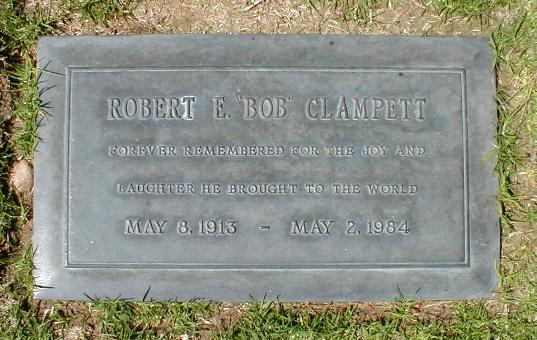 ROBERT E. "BOB" CLAMPETT
FOREVER REMEMBERED FOR THE JOY AND
LAUGHTER HE BROUGHT TO THE WORLD
MAY 8, 1913 - MAY 2, 1984